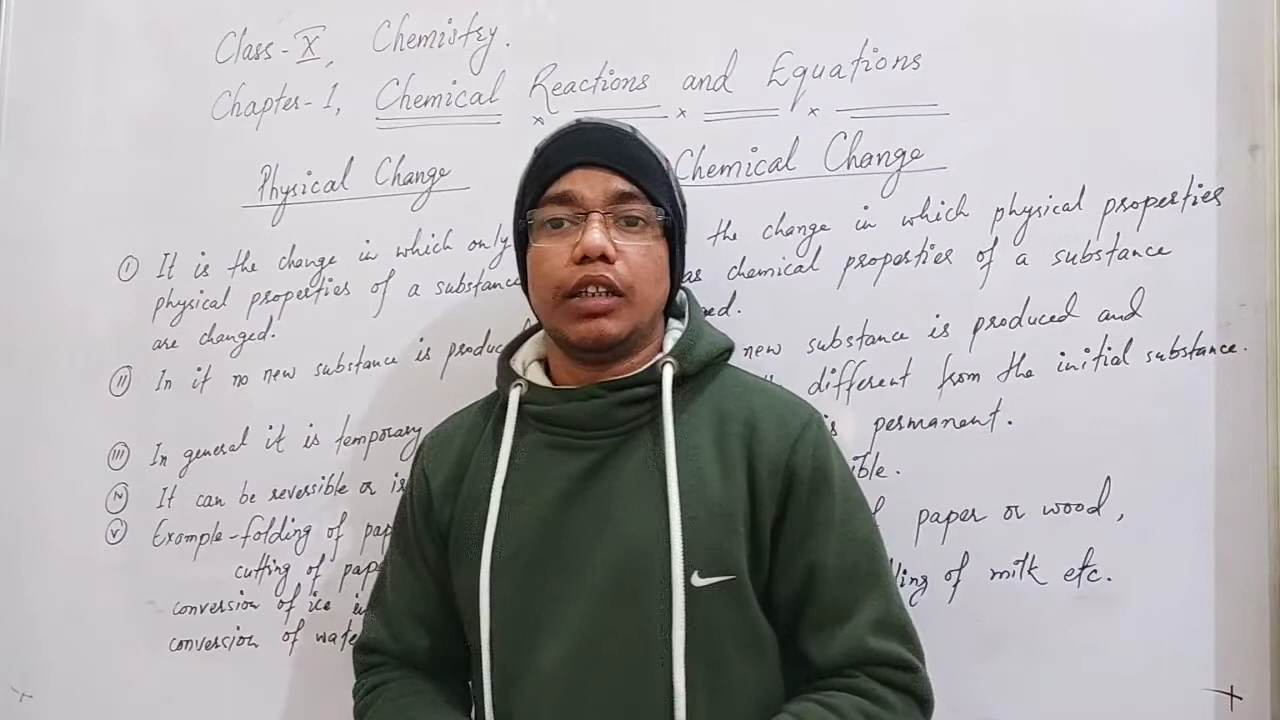 Class-X, Chemistry.
Chapter-1, Chemical Reactions and Equations
Physical Change
Chemical Change
(i) It is the change in which only
physical properties of a substance
are changed.
(ii) In it no new substance is
(iii) In general it is temporary
(iv) It can be reversible or
(v) Example-folding of
cutting of
conversion of ice
conversion of
the change in which physical properties
as chemical properties of a substance
new substance is produced and
different from the initial substance.
is permanent.
paper or wood,
of milk etc.